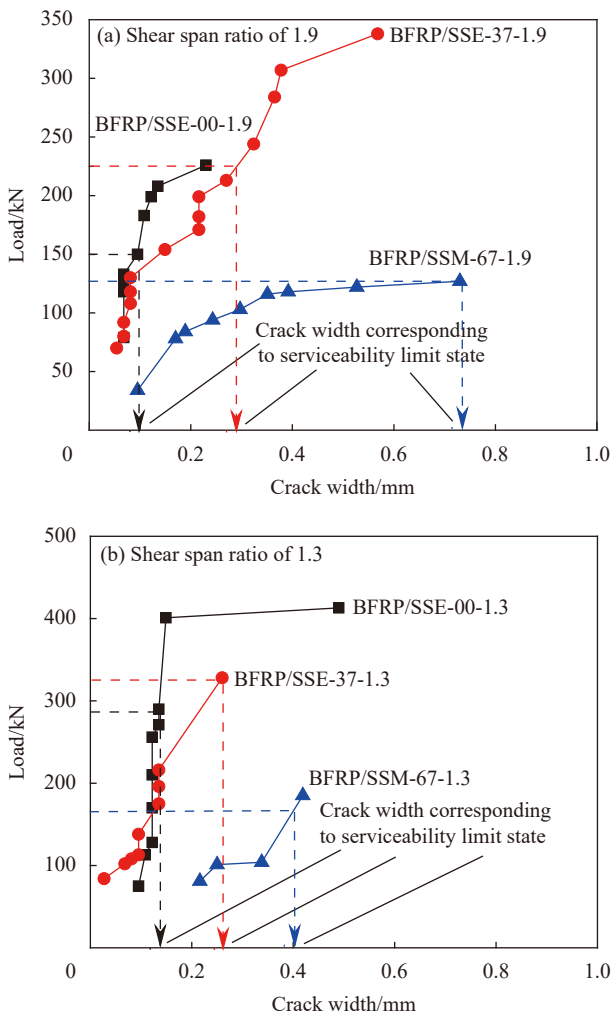 (a) Shear span ratio of 1.9
BFRP/SSE-37-1.9
BFRP/SSE-00-1.9
BFRP/SSM-67-1.9
Crack width corresponding
to serviceability limit state
350
300
250
200
150
100
50
0
0.2
0.4
0.6
0.8
1.0
Load/kN
Crack width/mm
(b) Shear span ratio of 1.3
BFRP/SSE-00-1.3
BFRP/SSE-37-1.3
BFRP/SSM-67-1.3
Crack width corresponding
to serviceability limit state
500
400
300
200
100
0
0.2
0.4
0.6
0.8
1.0
Load/kN
Crack width/mm